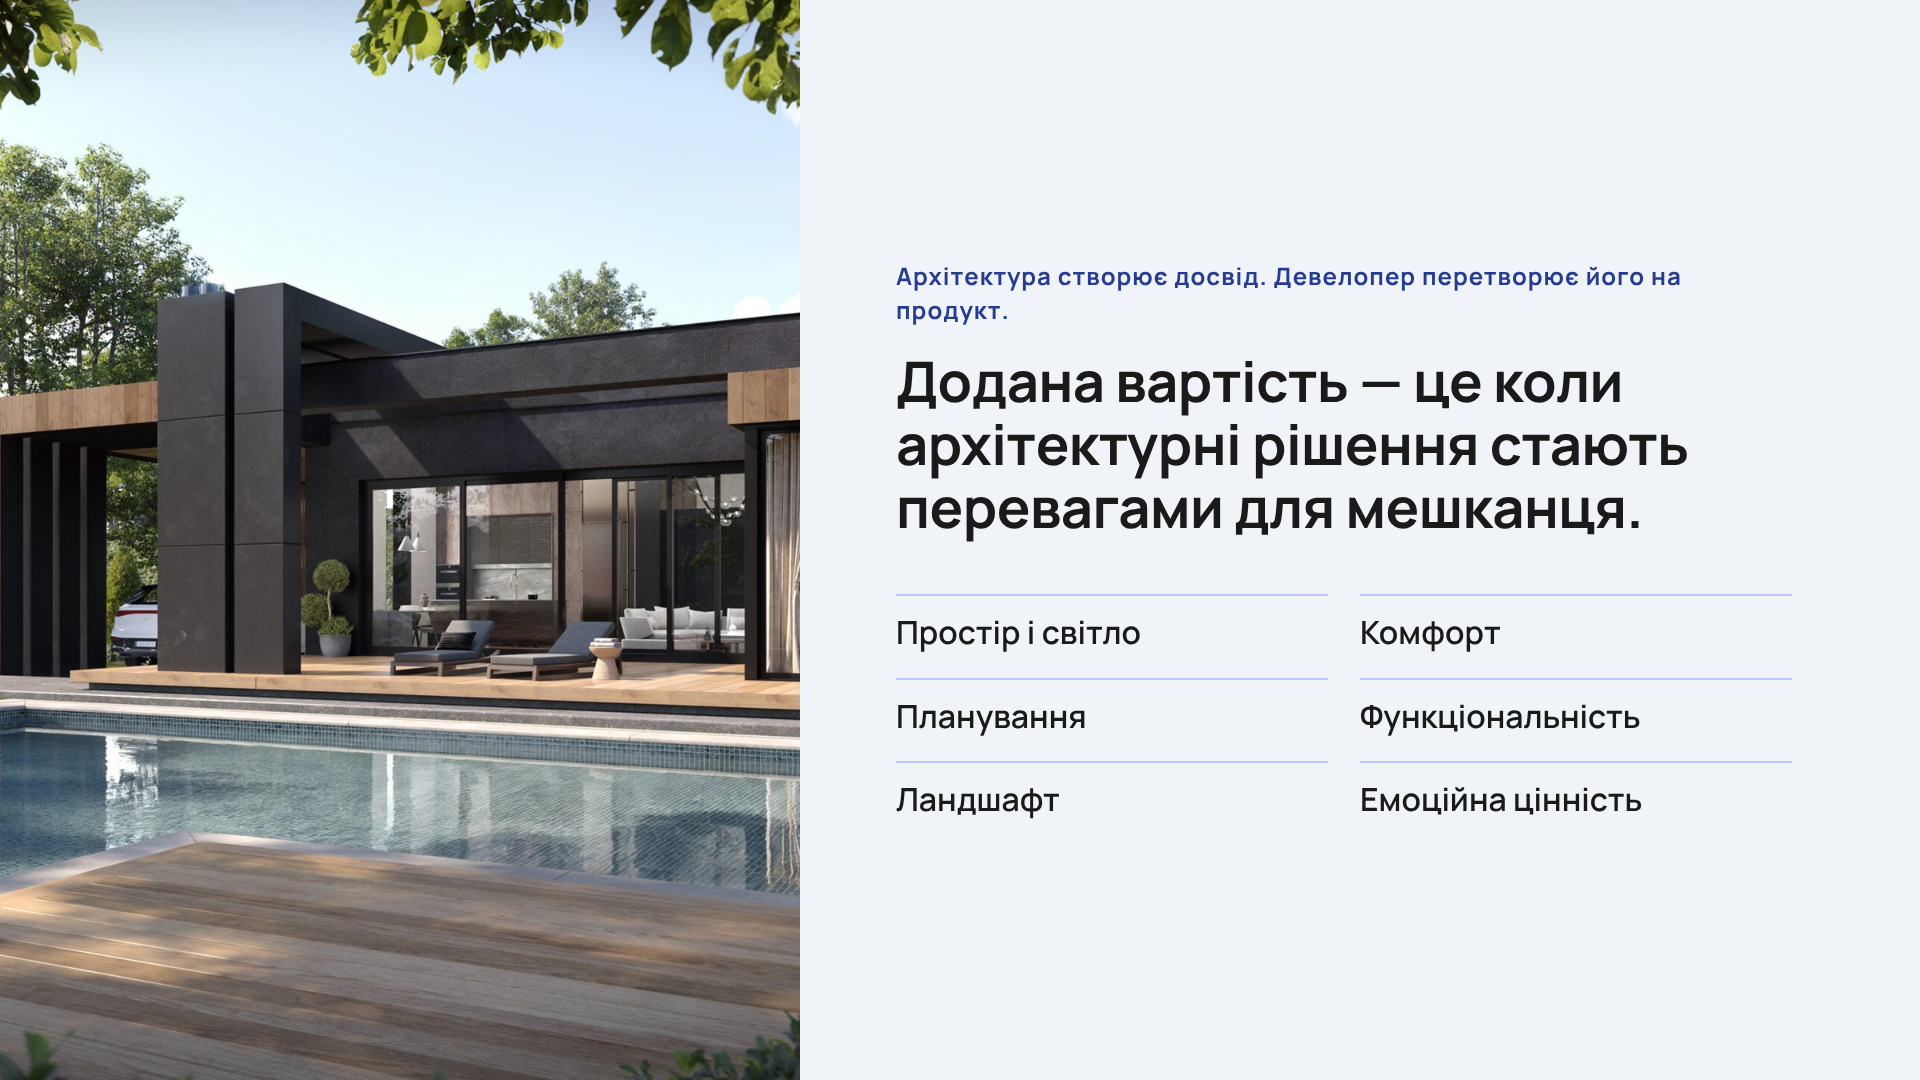 Архітектура створює досвід. Девелопер перетворює його на
продукт.
Додана вартість — це коли
архітектурні рішення стають
перевагами для мешканця.
Простір і світло
Комфорт
Планування
Функціональність
Ландшафт
Емоційна цінність